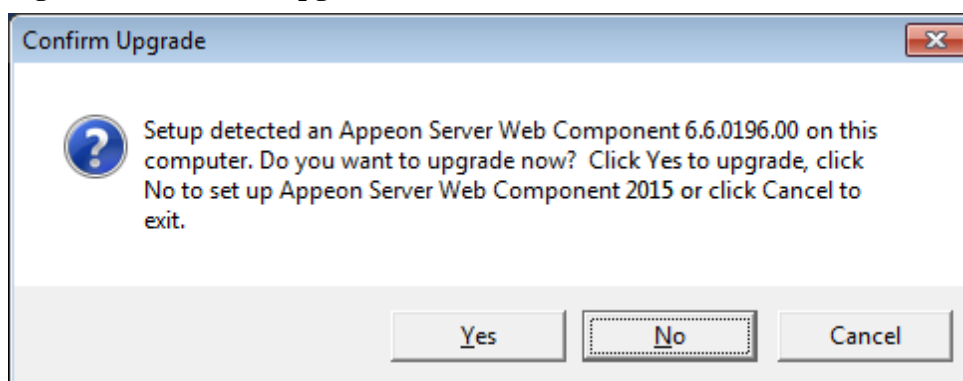 Confirm Upgrade
Setup detected an Appeon Server Web Component 6.6.0196.00 on this
computer. Do you want to upgrade now?  Click Yes to upgrade, click
No to set up Appeon Server Web Component 2015 or click Cancel to
exit.
Yes No Cancel